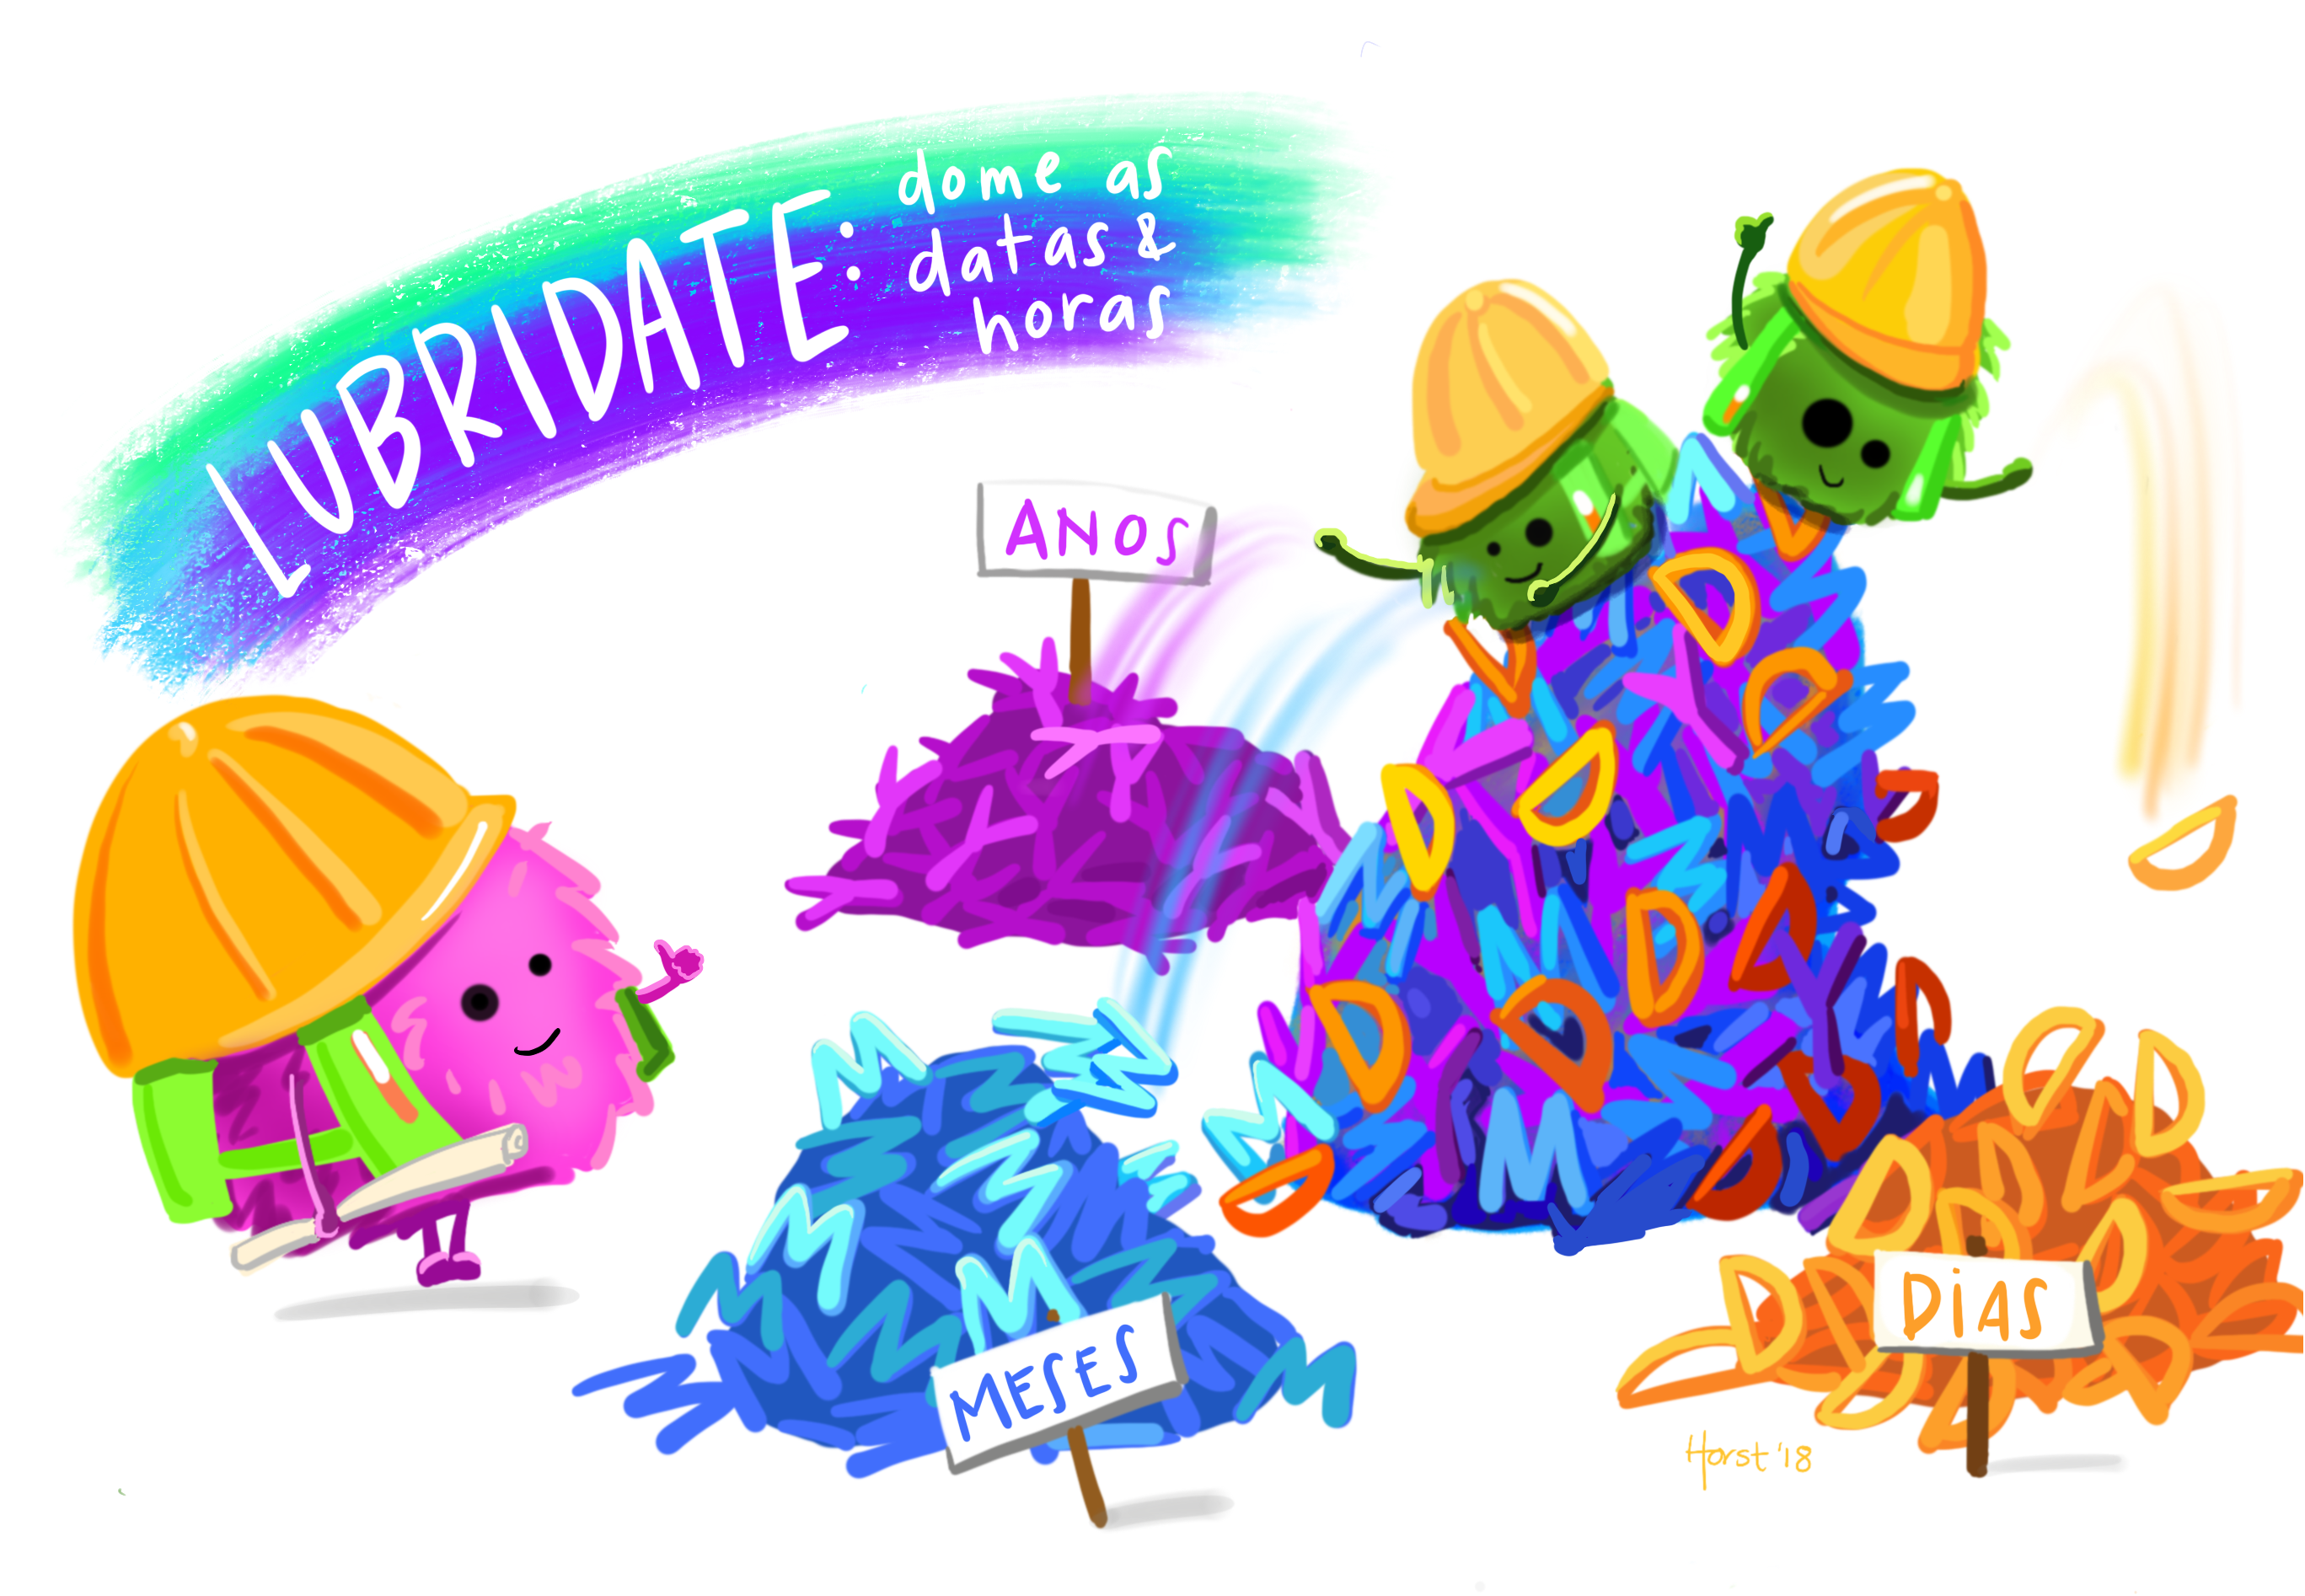 LUBRIDATE:
dome as
datas &
horas
ANOS
MESES
DIAS
Horst '18